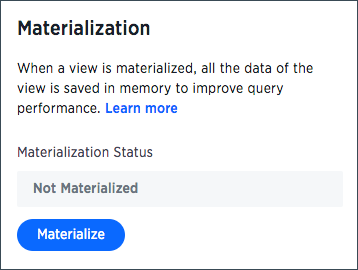 Materialization
When a view is materialized, all the data of the
view is saved in memory to improve query
performance. Learn more
Materialization Status
Not Materialized
Materialize